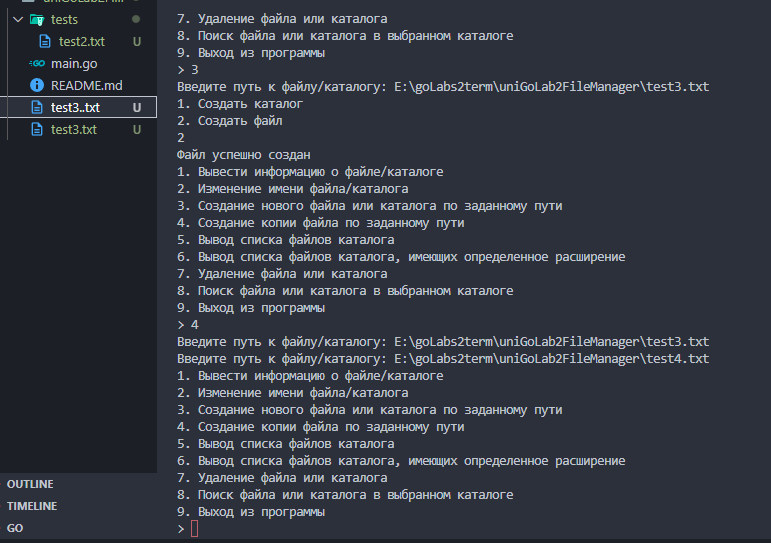 tests
test2.txt U
main.go
README.md
test3..txt U
test3.txt U
OUTLINE
TIMELINE
GO
7. Удаление файла или каталога
8. Поиск файла или каталога в выбранном каталоге
9. Выход из программы
> 3
Введите путь к файлу/каталогу: E:\goLabs2term\uniGoLab2FileManager\test3.txt
1. Создать каталог
2. Создать файл
2
Файл успешно создан
1. Вывести информацию о файле/каталоге
2. Изменение имени файла/каталога
3. Создание нового файла или каталога по заданному пути
4. Создание копии файла по заданному пути
5. Вывод списка файлов каталога
6. Вывод списка файлов каталога, имеющих определенное расширение
7. Удаление файла или каталога
8. Поиск файла или каталога в выбранном каталоге
9. Выход из программы
> 4
Введите путь к файлу/каталогу: E:\goLabs2term\uniGoLab2FileManager\test3.txt
Введите путь к файлу/каталогу: E:\goLabs2term\uniGoLab2FileManager\test4.txt
1. Вывести информацию о файле/каталоге
2. Изменение имени файла/каталога
3. Создание нового файла или каталога по заданному пути
4. Создание копии файла по заданному пути
5. Вывод списка файлов каталога
6. Вывод списка файлов каталога, имеющих определенное расширение
7. Удаление файла или каталога
8. Поиск файла или каталога в выбранном каталоге
9. Выход из программы
>